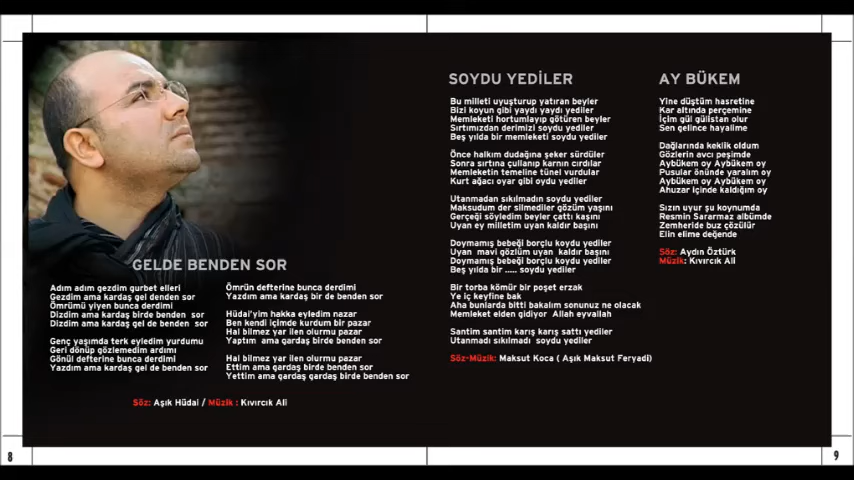 GELDE BENDEN SOR
Adım adım gezdim gurbet elleri
Gezdim ama kardaş gel denden sor
Ömrümü yiyen bunca derdimi
Dizdim ama kardaş birde benden sor
Dizdim ama kardaş gel de benden sor
Genç yaşımda terk eyledim yurdumu
Geri dönüp gözlemedim ardımı
Gönül defterine bunca derdimi
Yazdım ama kardaş gel de benden sor
Ömrün defterine bunca derdimi
Yazdım ama kardaş bir de benden sor
Hüdai'yim hakka eyledim nazar
Ben kendi içimde kurdum bir pazar
Hal bilmez yar ilen olurmu pazar
Yaptım ama gardaş birde benden sor
Hal bilmez yar ilen olurmu pazar
Ettim ama gardaş birde benden sor
Yettim ama gardaş gardaş birde benden sor
Söz: Aşık Hüdai / Müzik : Kıvırcık Ali
SOYDU YEDİLER
Bu milleti uyuşturup yatıran beyler
Bizi koyun gibi yaydı yaydı yediler
Memleketi hortumlayıp götüren beyler
Sırtımızdan derimizi soydu yediler
Beş yılda bir memleketi soydu yediler
Önce halkım dudağına şeker sürdüler
Sonra sırtına çullanıp karnın cırdılar
Memleketin temeline tünel vurdular
Kurt ağacı oyar gibi oydu yediler
Utanmadan sıkılmadın soydu yediler
Maksudum der silmediler gözüm yaşını
Gerçeği söyledim beyler çattı kaşını
Uyan ey milletim uyan kaldır başını
Doymamış bebeği borçlu koydu yediler
Uyan mavi gözlüm uyan kaldır başını
Doymamış bebeği borçlu koydu yediler
Beş yılda bir ..... soydu yediler
Bir torba kömür bir poşet erzak
Ye iç keyfine bak
Aha bunlarda bitti bakalım sonunuz ne olacak
Memleket elden gidiyor Allah eyvallah
Santim santim karış karış sattı yediler
Utanmadı sıkılmadı soydu yediler
Söz-Müzik: Maksut Koca ( Aşık Maksut Feryadi)
AY BÜKEM
Yine düştüm hasretine
Kar altında perçemine
İçim gül gülistan olur
Sen gelince hayalime
Dağlarında keklik oldum
Gözlerin avcı peşimde
Aybükem oy Aybükem oy
Pusular önünde yaralım oy
Aybükem oy Aybükem oy
Ahuzar içinde kaldığım oy
Sızın uyur şu koynumda
Resmin Sararmaz albümde
Zemheride buz çözülür
Elin elime değende
Söz: Aydın Öztürk
Müzik: Kıvırcık Ali
8
9